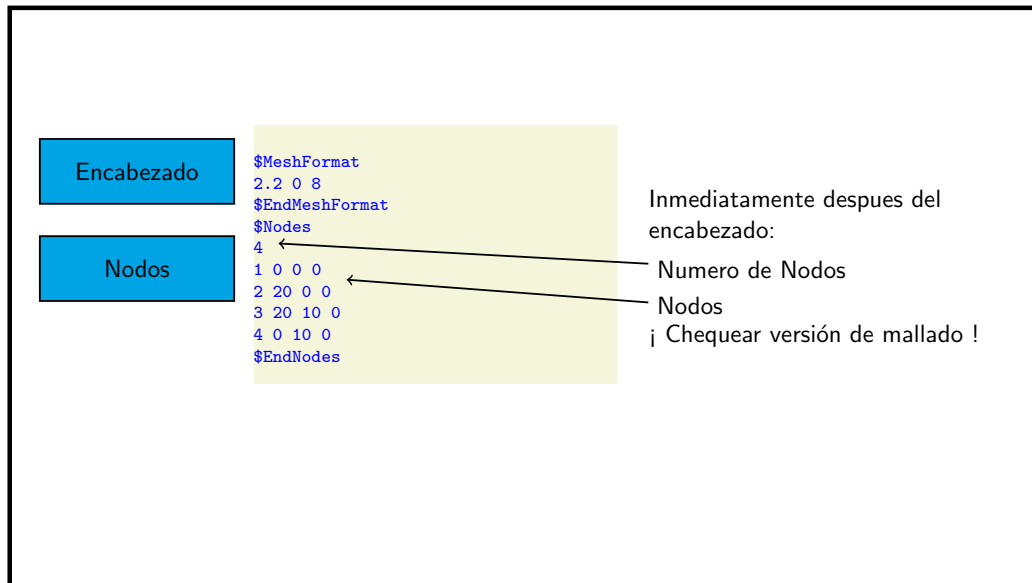 Encabezado
Nodos
$MeshFormat
2.2 0 8
$EndMeshFormat
$Nodes
4
1 0 0 0
2 20 0 0
3 20 10 0
4 0 10 0
$EndNodes
Inmediatamente despues del
encabezado:
Numero de Nodos
Nodos
¡ Chequear versión de mallado !